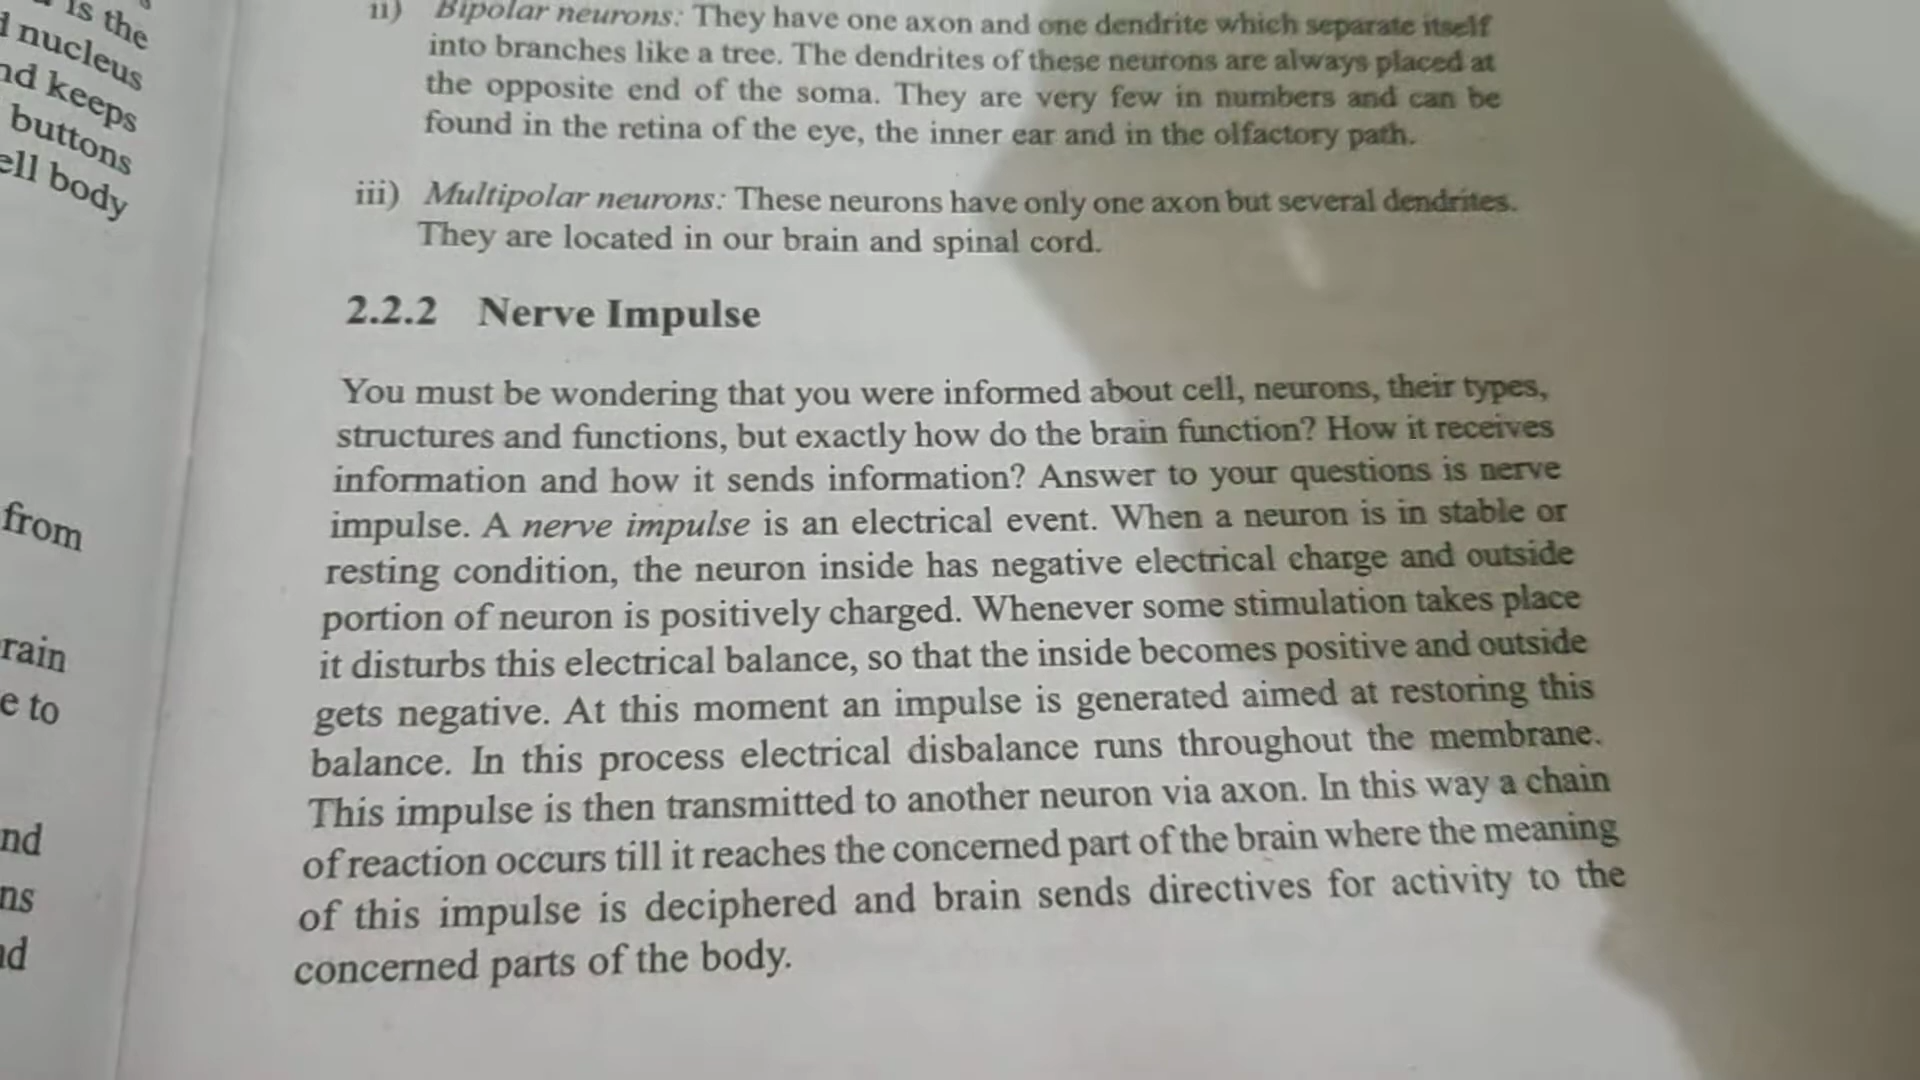 is the
nucleus
keeps
buttons
body
from
to
ii) Bipolar neurons: They have one axon and one dendrite which separate itself
into branches like a tree. The dendrites of these neurons are always placed at
the opposite end of the soma. They are very few in numbers and can be
found in the retina of the eye, the inner ear and in the olfactory path.
iii) Multipolar neurons: These neurons have only one axon but several dendrites.
They are located in our brain and spinal cord.
2.2.2 Nerve Impulse
You must be wondering that you were informed about cell, neurons, their types,
structures and functions, but exactly how do the brain function? How it receives
information and how it sends information? Answer to your questions is nerve
impulse. A nerve impulse is an electrical event. When a neuron is in stable or
resting condition, the neuron inside has negative electrical charge and outside
portion of neuron is positively charged. Whenever some stimulation takes place
it disturbs this electrical balance, so that the inside becomes positive and outside
gets negative. At this moment an impulse is generated aimed at restoring this
balance. In this process electrical disbalance runs throughout the membrane.
This impulse is then transmitted to another neuron via axon. In this way a chain
of reaction occurs till it reaches the concerned part of the brain where the meaning
of this impulse is deciphered and brain sends directives for activity to the
concerned parts of the body.